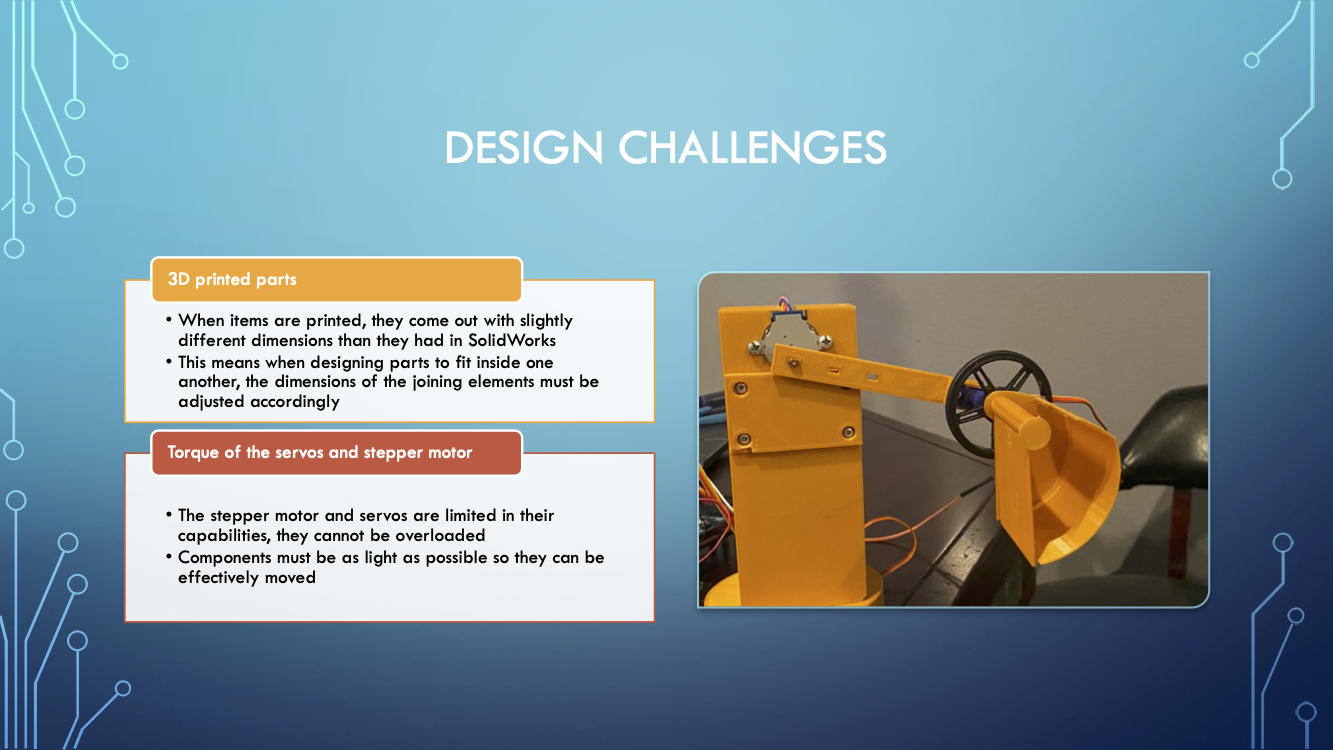 DESIGN CHALLENGES
3D printed parts
• When items are printed, they come out with slightly
different dimensions than they had in SolidWorks
• This means when designing parts to fit inside one
another, the dimensions of the joining elements must be
adjusted accordingly
Torque of the servos and stepper motor
• The stepper motor and servos are limited in their
capabilities, they cannot be overloaded
• Components must be as light as possible so they can be
effectively moved